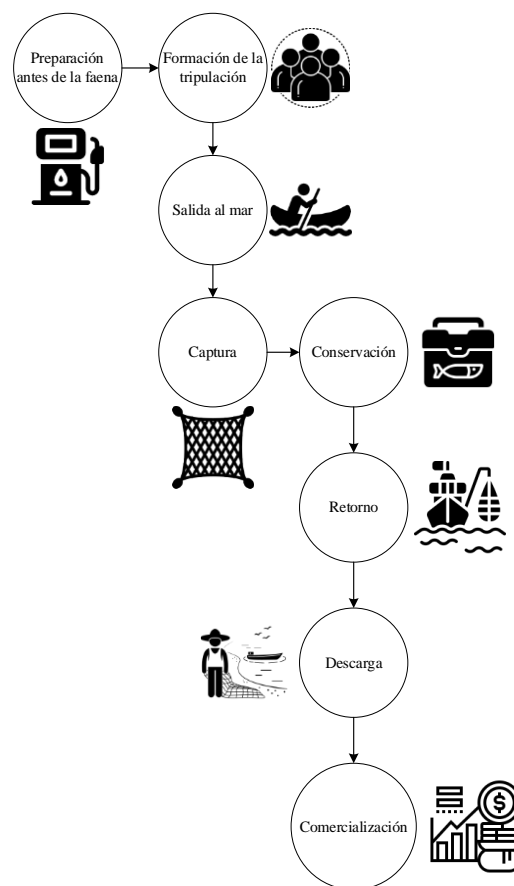 Preparación
antes de la faena
Formación de la
tripulación
Salida al mar
Captura
Conservación
Retorno
Descarga
Comercialización
$